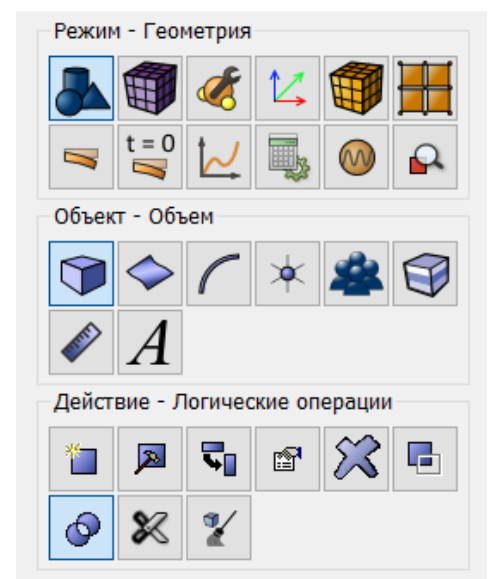 Режим - Геометрия
t = 0
Объект - Объем
A
Действие - Логические операции